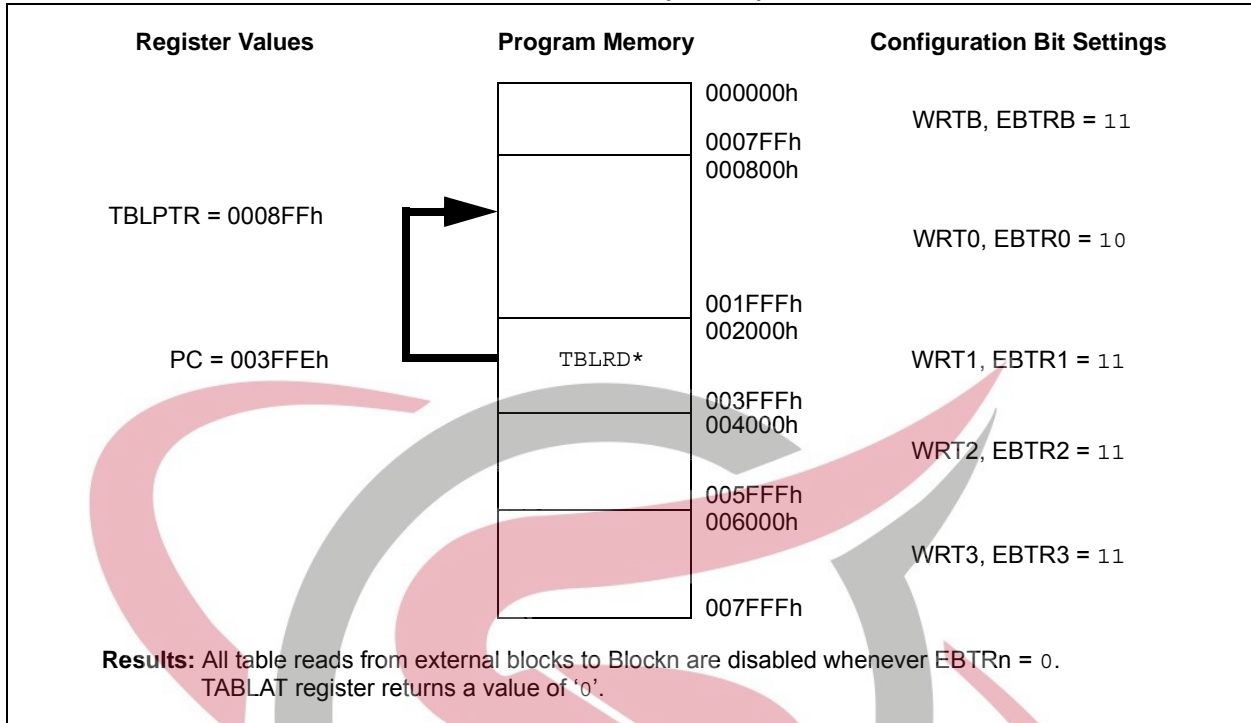 Register Values Program Memory Configuration Bit Settings
000000h
WRTB, EBTRB = 11
0007FFh
000800h
TBLPTR = 0008FFh
WRT0, EBTR0 = 10
001FFFh
002000h
PC = 003FFEh TBLRD* WRT1, EBTR1 = 11
003FFFh
004000h
WRT2, EBTR2 = 11
005FFFh
006000h
WRT3, EBTR3 = 11
007FFFh
Results: All table reads from external blocks to Blockn are disabled whenever EBTRn = 0.
TABLAT register returns a value of ‘0’.